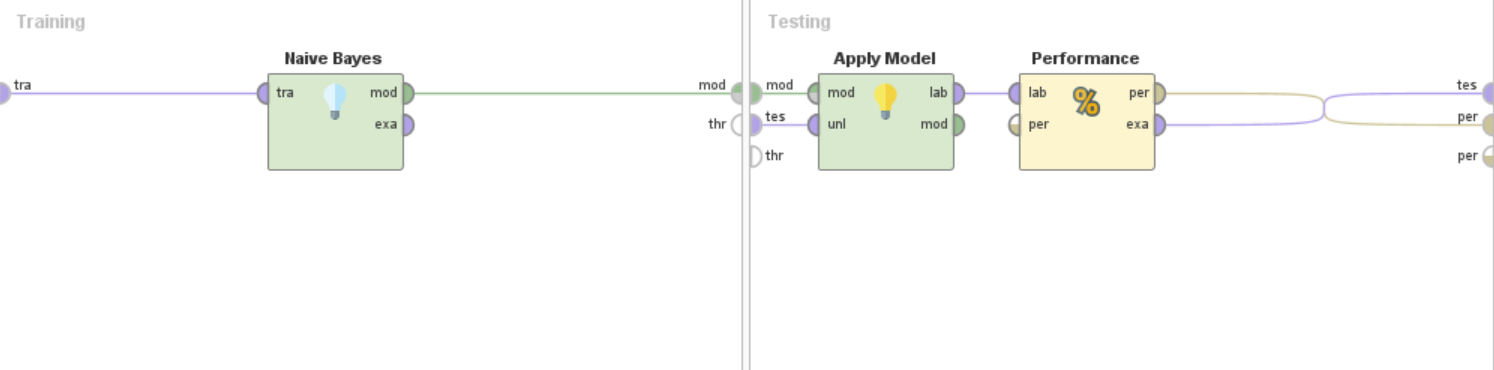 Training
Testing
Naive Bayes
Apply Model
Performance
tra
tra
mod
mod
mod
mod
lab
lab
per
tes
exa
thr
tes
unl
mod
per
exa
per
thr
per